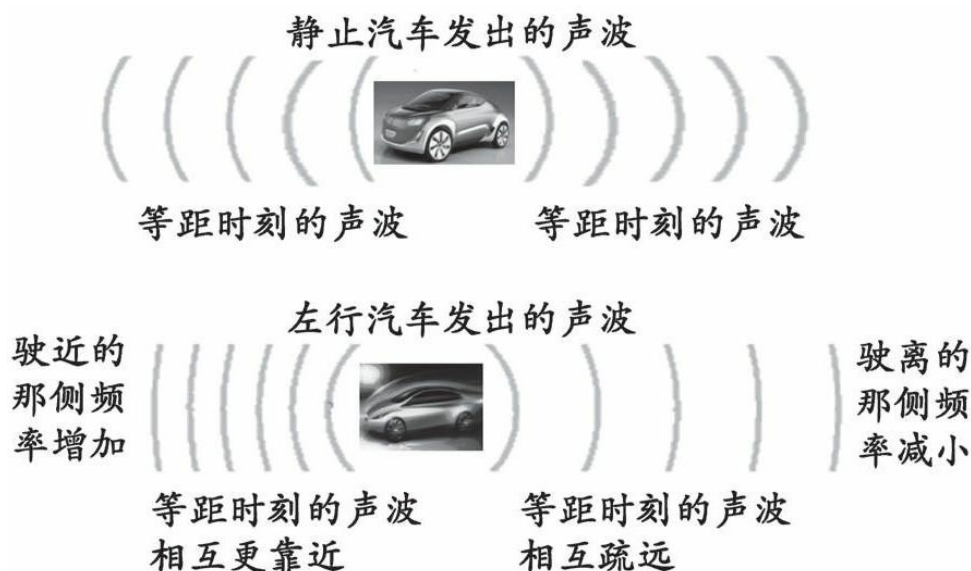 静止汽车发出的声波
等距时刻的声波
等距时刻的声波
左行汽车发出的声波
驶近的
那侧频
率增加
驶离的
那侧频
率减小
等距时刻的声波
相互更靠近
等距时刻的声波
相互疏远